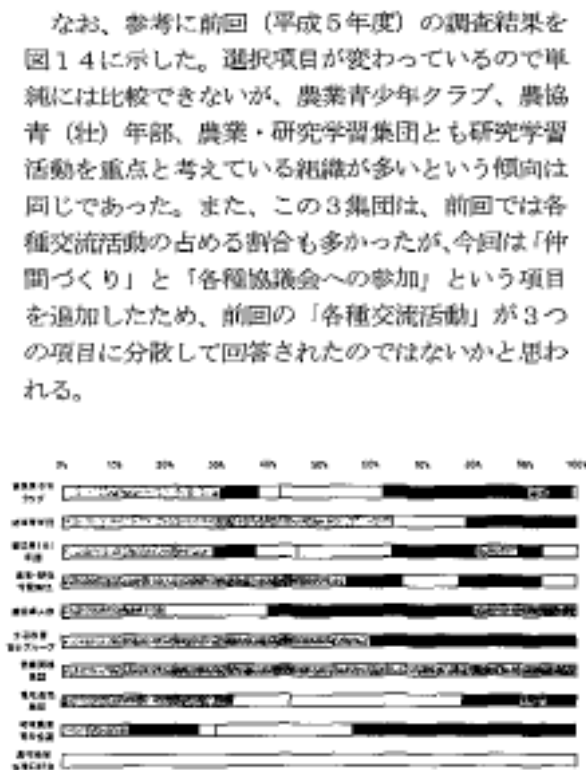 なお、参考に前回（平成５年度）の調査結果を
図１４に示した。選択項目が変わっているので単
純には比較できないが、農業青少年クラブ、農協
青（壮）年部、農業・研究学習集団とも研究学習
活動を重点と考えている組織が多いという傾向は
同じであった。また、この３集団は、前回では各
種交流活動の占める割合も多かったが、今回は「仲
間づくり」と「各種協議会への参加」という項目
を追加したため、前回の「各種交流活動」が３つ
の項目に分散して回答されたのではないかと思わ
れる。
0% 10% 20% 30% 40% 50% 60% 70% 80% 90% 100%
クラブ